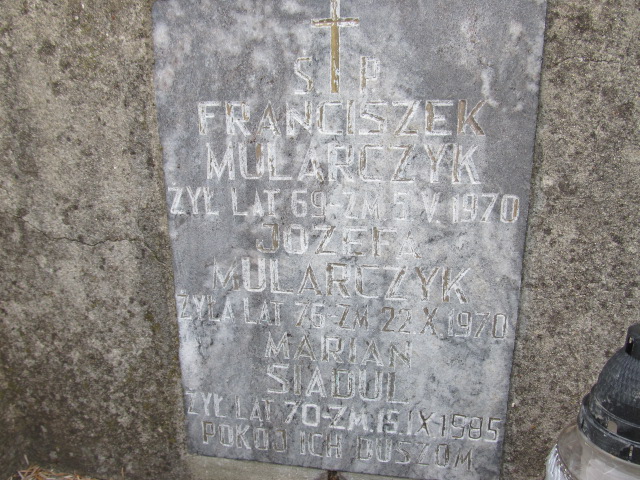 Ś P
FRANCISZEK
MULARCZYK
ŻYŁ LAT 69-ZM 5.V.1970
JÓZEFA
MULARCZYK
ŻYŁA LAT 76-ZM 22.X.1970
MARIAN
SIADUL
ŻYŁ LAT 70-ZM.15.IX.1985
POKÓJ ICH DUSZOM